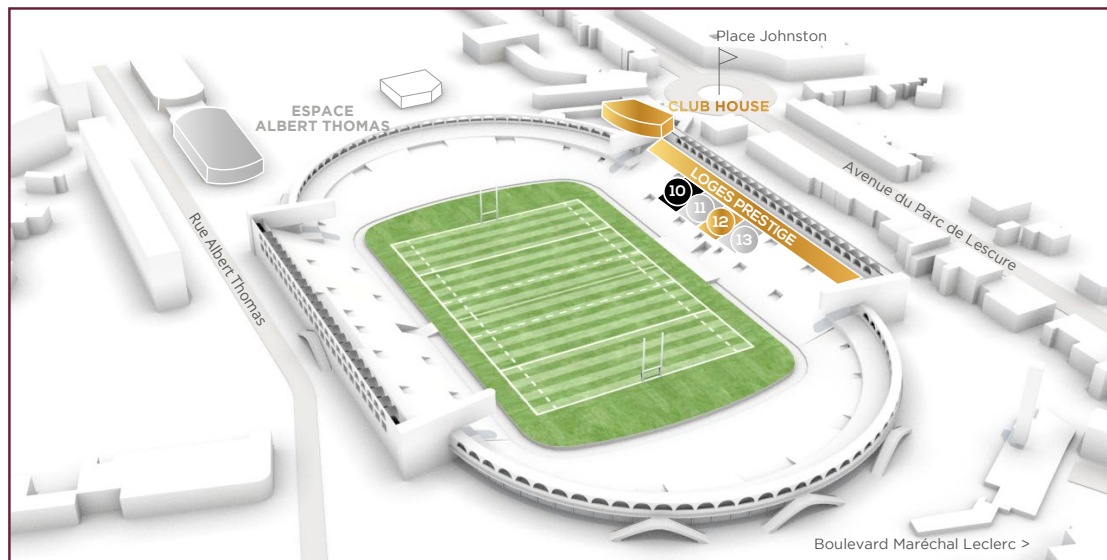 Place Johnston
CLUB HOUSE
ESPACE
ALBERT THOMAS
LOGES PRESTIGE
10
11
12
13
Avenue du Parc de Lescure
Rue Albert Thomas
Boulevard Maréchal Leclerc >